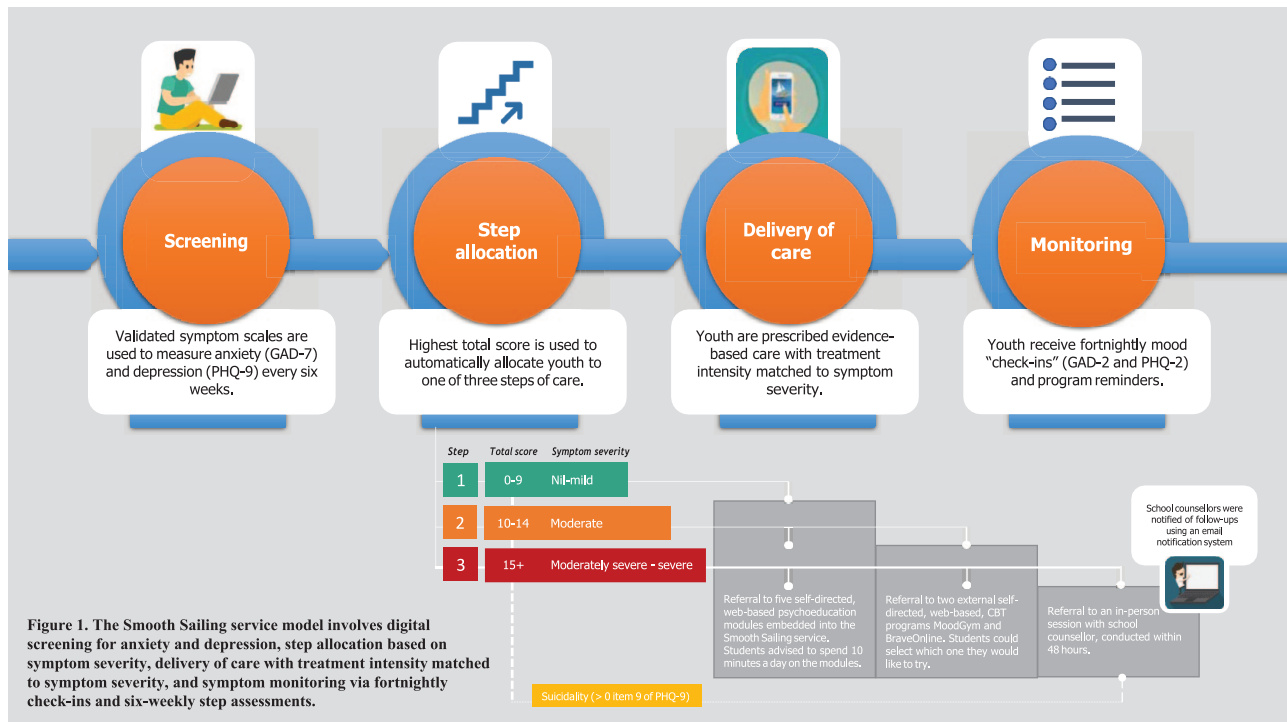 Screening
Step
allocation
Delivery of
care
Monitoring
Validated symptom scales are
used to measure anxiety (GAD-7)
and depression (PHQ-9) every six
weeks.
Highest total score is used to
automatically allocate youth to
one of three steps of care.
Youth are prescribed evidence-
based care with treatment
intensity matched to symptom
severity.
Youth receive fortnightly mood
“check-ins” (GAD-2 and PHQ-2)
and program reminders.
Step Total score Symptom severity
1 0-9 Nil-mild
2 10-14 Moderate
3 15+ Moderately severe - severe
Referral to five self-directed,
web-based psychoeducation
modules embedded into the
Smooth Sailing service.
Students advised to spend 10
minutes a day on the modules.
Referral to two external self-
directed, web-based, CBT
programs MoodGym and
BraveOnline. Students could
select which one they would
like to try.
Referral to an in-person
session with school
counsellor, conducted within
48 hours.
School counsellors were
notified of follow-ups
using an email
notification system
Suicidality (> 0 item 9 of PHQ-9)
Figure 1. The Smooth Sailing service model involves digital
screening for anxiety and depression, step allocation based on
symptom severity, delivery of care with treatment intensity matched
to symptom severity, and symptom monitoring via fortnightly
check-ins and six-weekly step assessments.